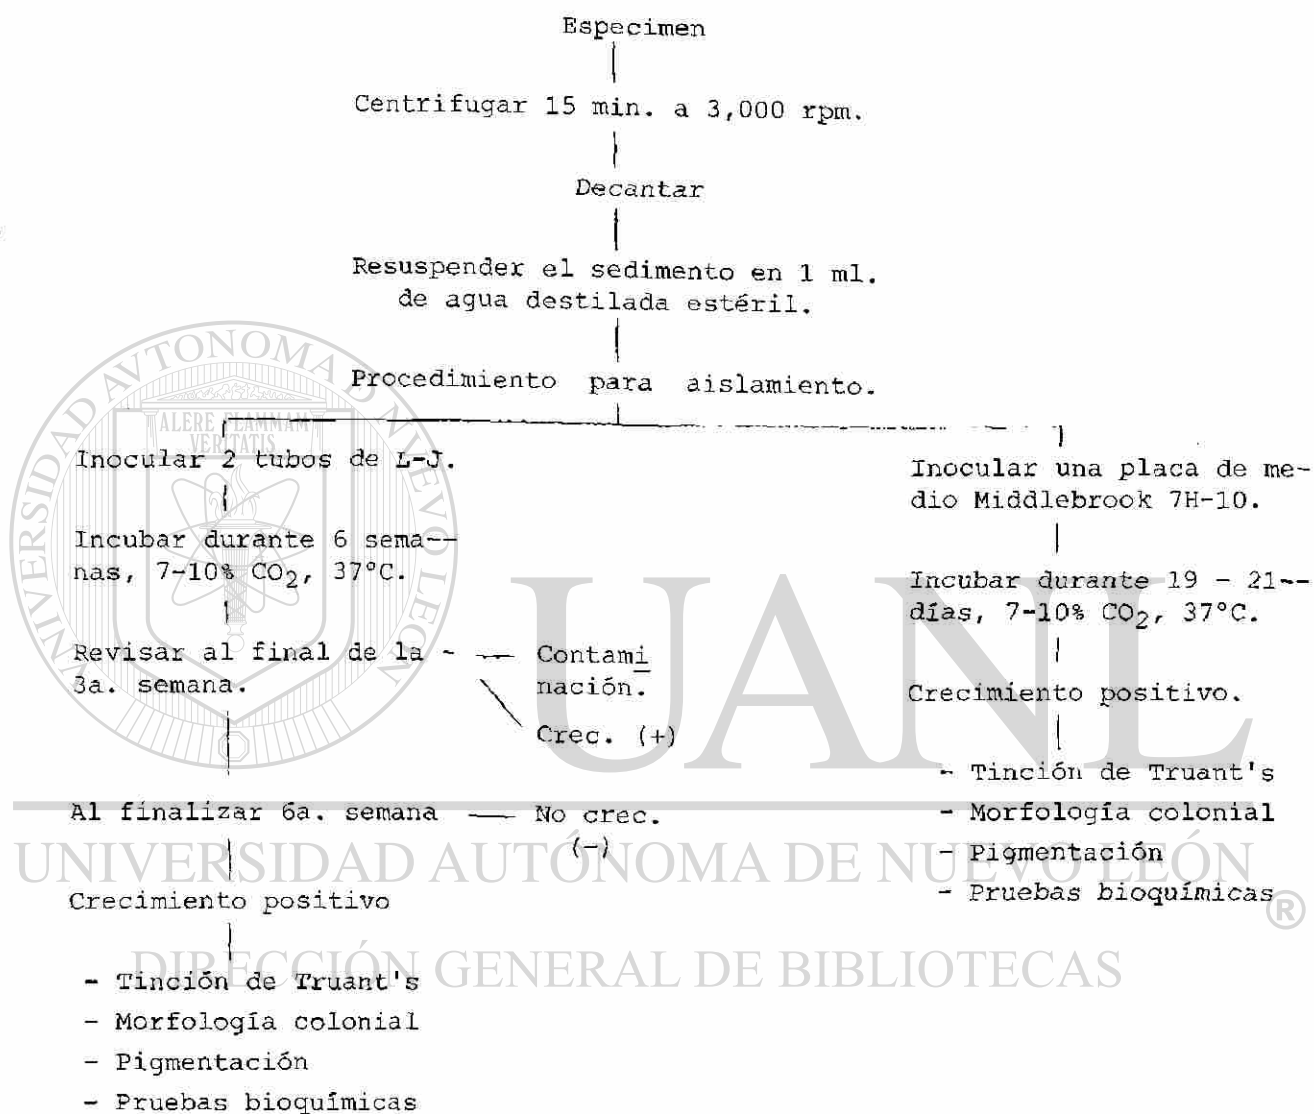 Especimen
Centrifugar 15 min. a 3,000 rpm.
Decantar
Resuspender el sedimento en 1 ml.
de agua destilada estéril.
Procedimiento para aislamiento.
Inocular 2 tubos de L-J.
Incubar durante 6 sema--
nas, 7-10% CO2, 37°C.
Revisar al final de la -
3a. semana.
Contami
nación.
Crec. (+)
Al finalizar 6a. semana
No crec.
(-)
Crecimiento positivo
- Tinción de Truant's
- Morfología colonial
- Pigmentación
- Pruebas bioquímicas
Inocular una placa de me-
dio Middlebrook 7H-10.
Incubar durante 19 - 21--
días, 7-10% CO2, 37°C.
Crecimiento positivo.
- Tinción de Truant's
- Morfología colonial
- Pigmentación
- Pruebas bioquímicas
UNIVERSIDAD AVTONOMA DE NVEVO LEON
ALERE FLAMMAM
VERITATIS
UANL
UNIVERSIDAD AUTÓNOMA DE NUEVO LEÓN
®
DIRECCIÓN GENERAL DE BIBLIOTECAS